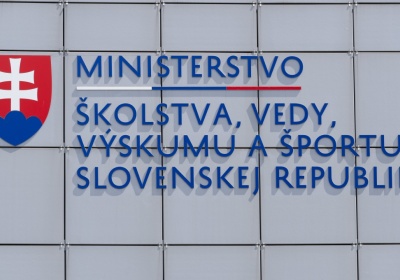 MINISTERSTVO
ŠKOLSTVA, VEDY,
VÝSKUMU A ŠPORTU
SLOVENSKEJ REPUBLI